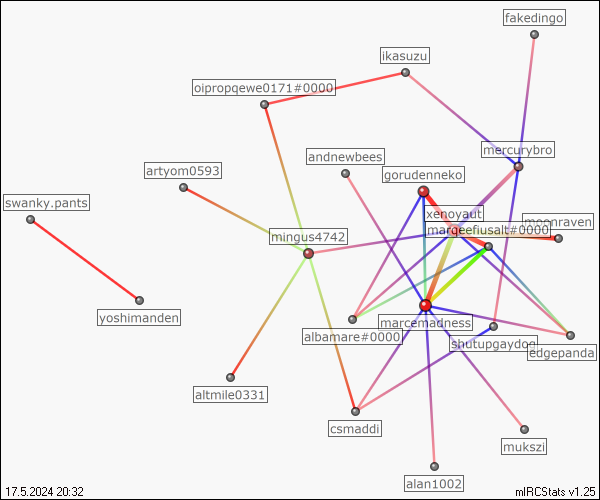 fakedingo
ikasuzu
oipropqewe0171#0000
mercurybro
andnewbees
artyom0593
gorudenneko
swanky.pants
xenoyaut
moonraven
margeefiusalt#0000
mingus4742
yoshimanden
marcemadness
albamare#0000
shutupgaydog
edgepanda
altmile0331
csmaddi
mukszi
alan1002
17.5.2024 20:32
mIRCStats v1.25